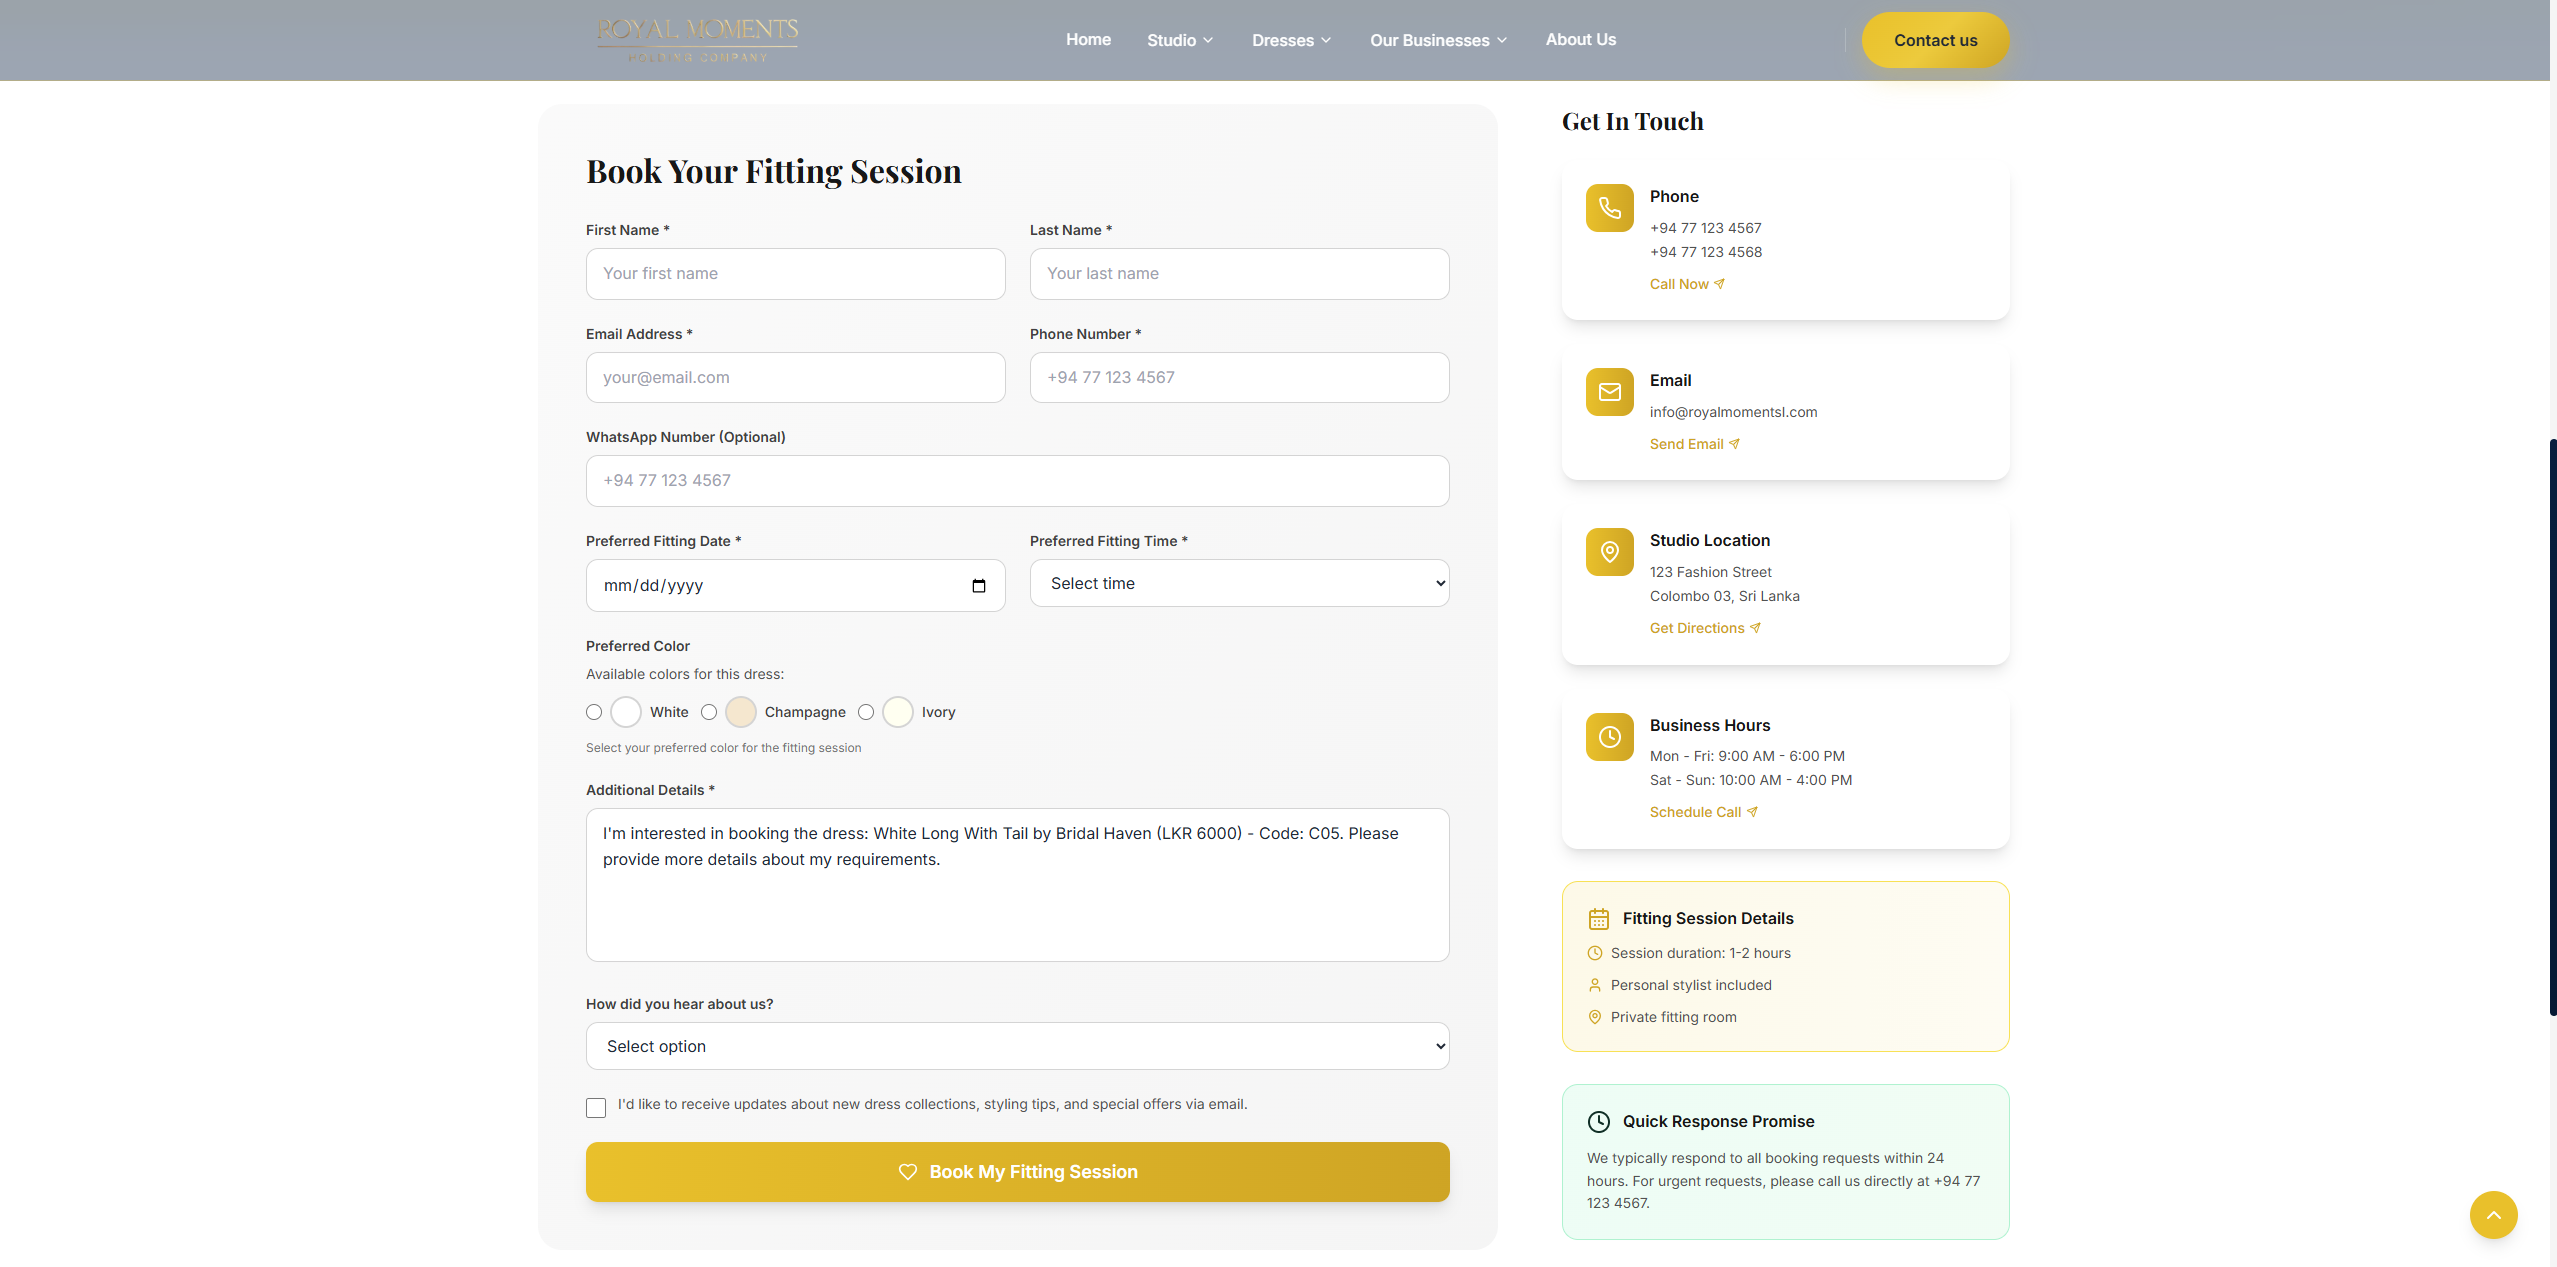 ROYAL MOMENTS
HOLDING COMPANY
Home
Studio
Dresses
Our Businesses
About Us
Contact us
Book Your Fitting Session
First Name *
Last Name *
Your first name
Your last name
Email Address *
Phone Number *
your@email.com
+94 77 123 4567
WhatsApp Number (Optional)
+94 77 123 4567
Preferred Fitting Date *
Preferred Fitting Time *
mm/dd/yyyy
Select time
Preferred Color
Available colors for this dress:
White
Champagne
Ivory
Select your preferred color for the fitting session
Additional Details *
I'm interested in booking the dress: White Long With Tail by Bridal Haven (LKR 6000) - Code: C05. Please
provide more details about my requirements.
How did you hear about us?
Select option
I'd like to receive updates about new dress collections, styling tips, and special offers via email.
Book My Fitting Session
Get In Touch
Phone
+94 77 123 4567
+94 77 123 4568
Call Now
Email
info@royalmomentsl.com
Send Email
Studio Location
123 Fashion Street
Colombo 03, Sri Lanka
Get Directions
Business Hours
Mon - Fri: 9:00 AM - 6:00 PM
Sat - Sun: 10:00 AM - 4:00 PM
Schedule Call
Fitting Session Details
Session duration: 1-2 hours
Personal stylist included
Private fitting room
Quick Response Promise
We typically respond to all booking requests within 24
hours. For urgent requests, please call us directly at +94 77
123 4567.